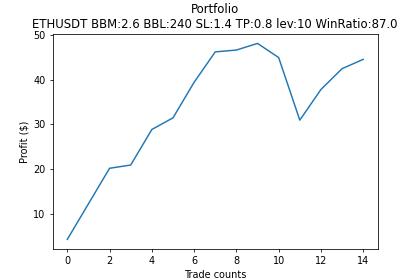 Portfolio
ETHUSDT BBM:2.6 BBL:240 SL:1.4 TP:0.8 lev:10 WinRatio:87.0
50
40
30
20
10
Profit ($)
0 2 4 6 8 10 12 14
Trade counts